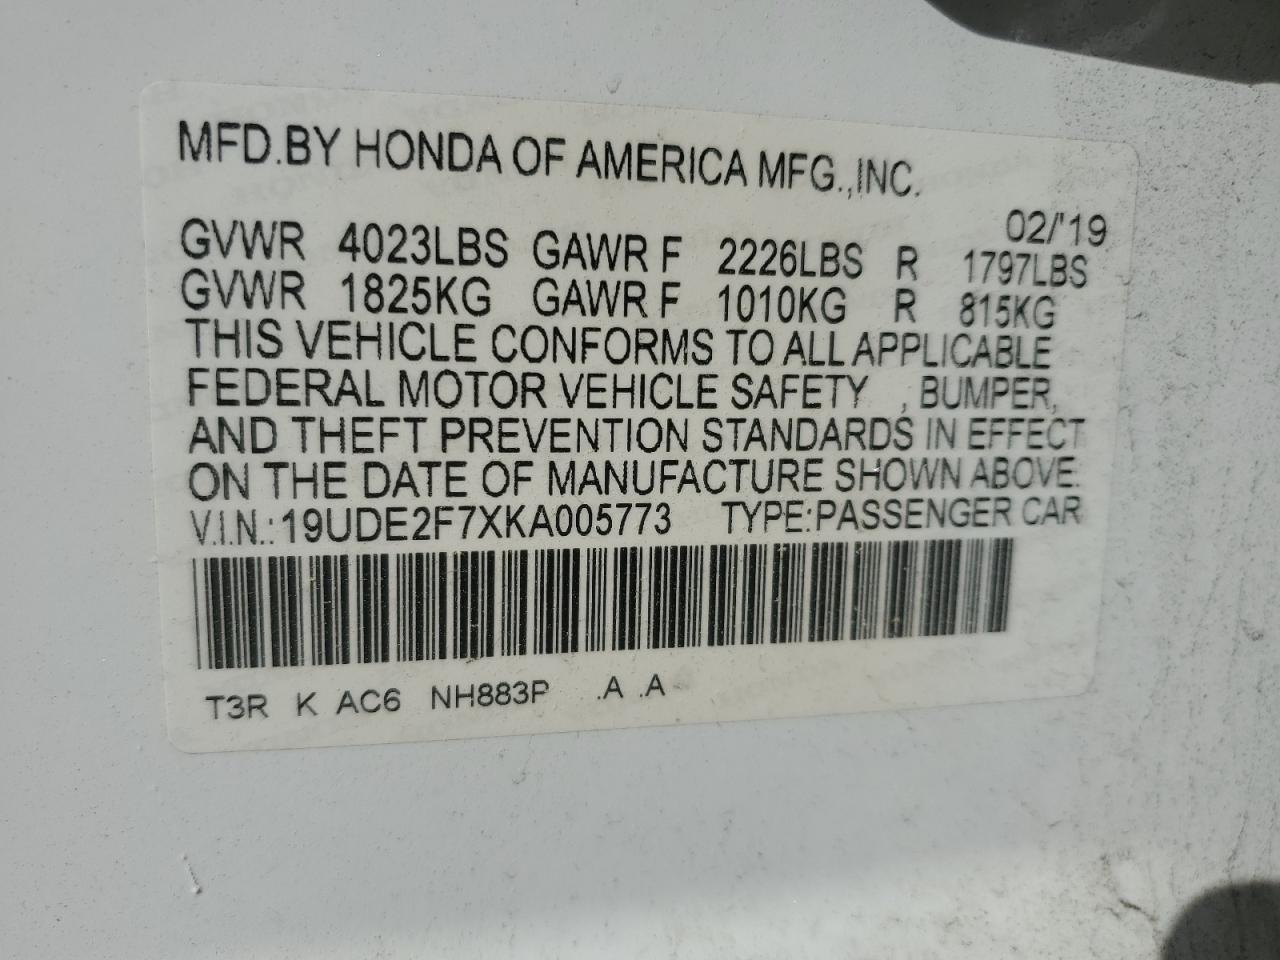 MFD.BY HONDA OF AMERICA MFG.,INC.
02/'19
GVWR 4023LBS GAWR F 2226LBS R 1797LBS
GVWR 1825KG GAWR F 1010KG R 815KG
THIS VEHICLE CONFORMS TO ALL APPLICABLE
FEDERAL MOTOR VEHICLE SAFETY , BUMPER,
AND THEFT PREVENTION STANDARDS IN EFFECT
ON THE DATE OF MANUFACTURE SHOWN ABOVE.
V.I.N.:19UDE2F7XKA005773 TYPE:PASSENGER CAR
T3R K AC6 NH883P .A .A